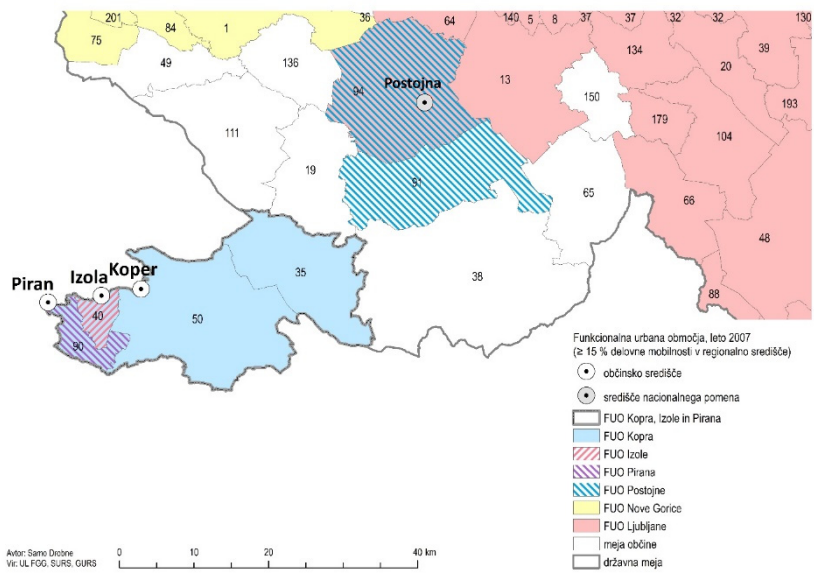 201
84
1
36
64
140
5
8
37
37
32
32
130
75
49
136
134
39
20
94
Postojna
13
150
193
111
179
104
19
91
65
66
48
35
38
88
Piran
Izola
Koper
40
50
90
Funkcionalna urbana območja, leto 2007
(≥ 15 % delovne mobilnosti v regionalno središče)
občinsko središče
središče nacionalnega pomena
FUO Kopra, Izole in Pirana
FUO Kopra
FUO Izole
FUO Pirana
FUO Postojne
FUO Nove Gorice
FUO Ljubljane
meja občine
državna meja
Avtor: Samo Drobne
Vir: UL FGG, SURS, GURS
0 10 20 40 km